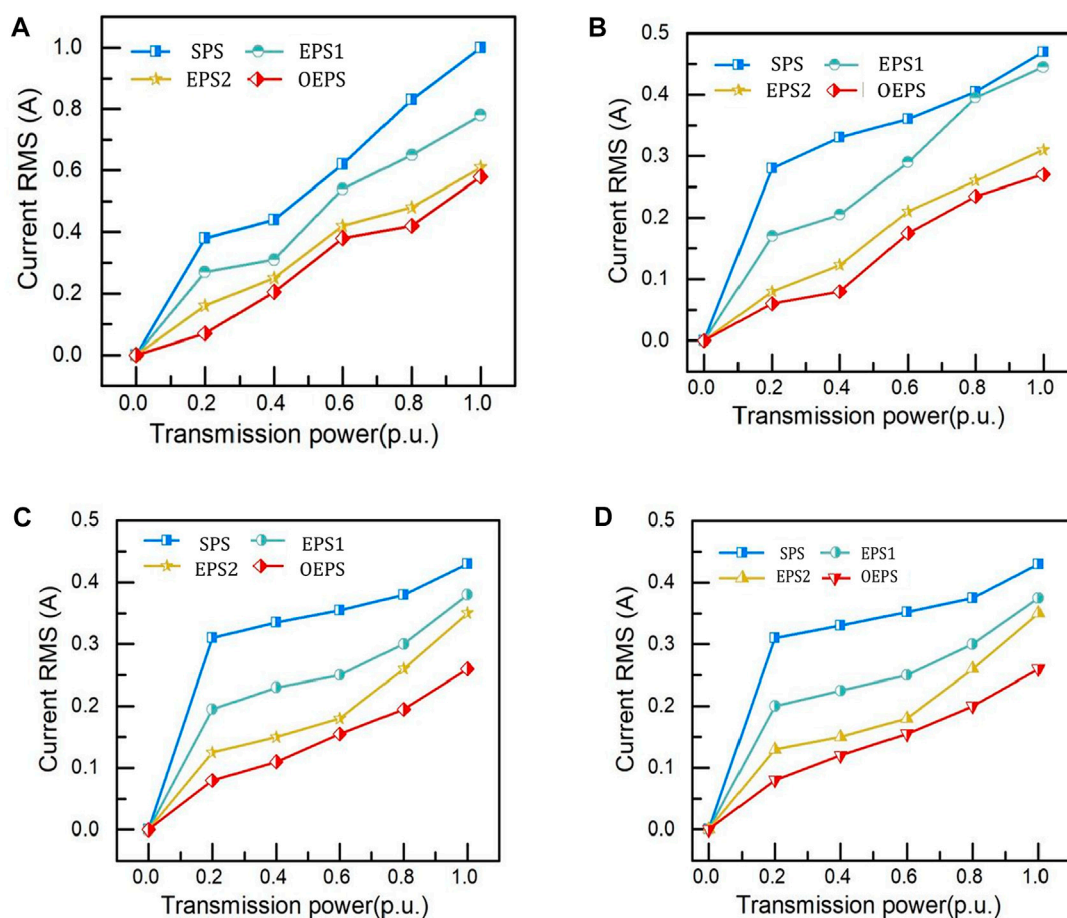 A
SPS EPS1
EPS2 OEPS
Current RMS (A)
1.0
0.8
0.6
0.4
0.2
0.0
0.0 0.2 0.4 0.6 0.8 1.0
Transmission power(p.u.)
B
SPS EPS1
EPS2 OEPS
Current RMS (A)
0.5
0.4
0.3
0.2
0.1
0.0
0.0 0.2 0.4 0.6 0.8 1.0
Transmission power(p.u.)
C
SPS EPS1
EPS2 OEPS
Current RMS (A)
0.5
0.4
0.3
0.2
0.1
0.0
0.0 0.2 0.4 0.6 0.8 1.0
Transmission power(p.u.)
D
SPS EPS1
EPS2 OEPS
Current RMS (A)
0.5
0.4
0.3
0.2
0.1
0.0
0.0 0.2 0.4 0.6 0.8 1.0
Transmission power(p.u.)